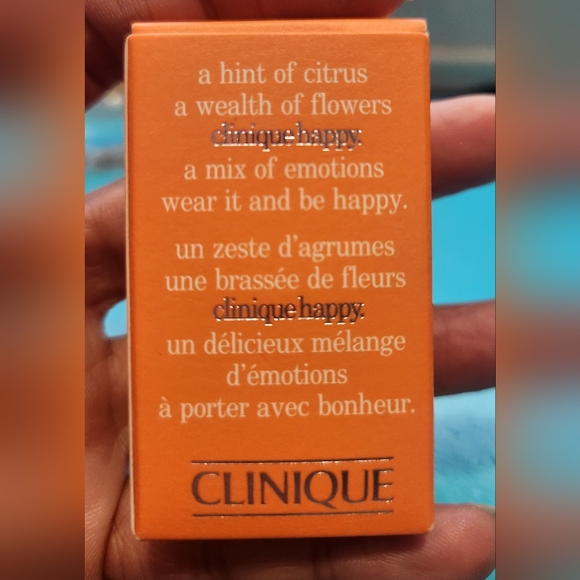 a hint of citrus
a wealth of flowers
clinique happy.
a mix of emotions
wear it and be happy.
un zeste d'agrumes
une brassée de fleurs
clinique happy.
un délicieux mélange
d'émotions
à porter avec bonheur.
CLINIQUE